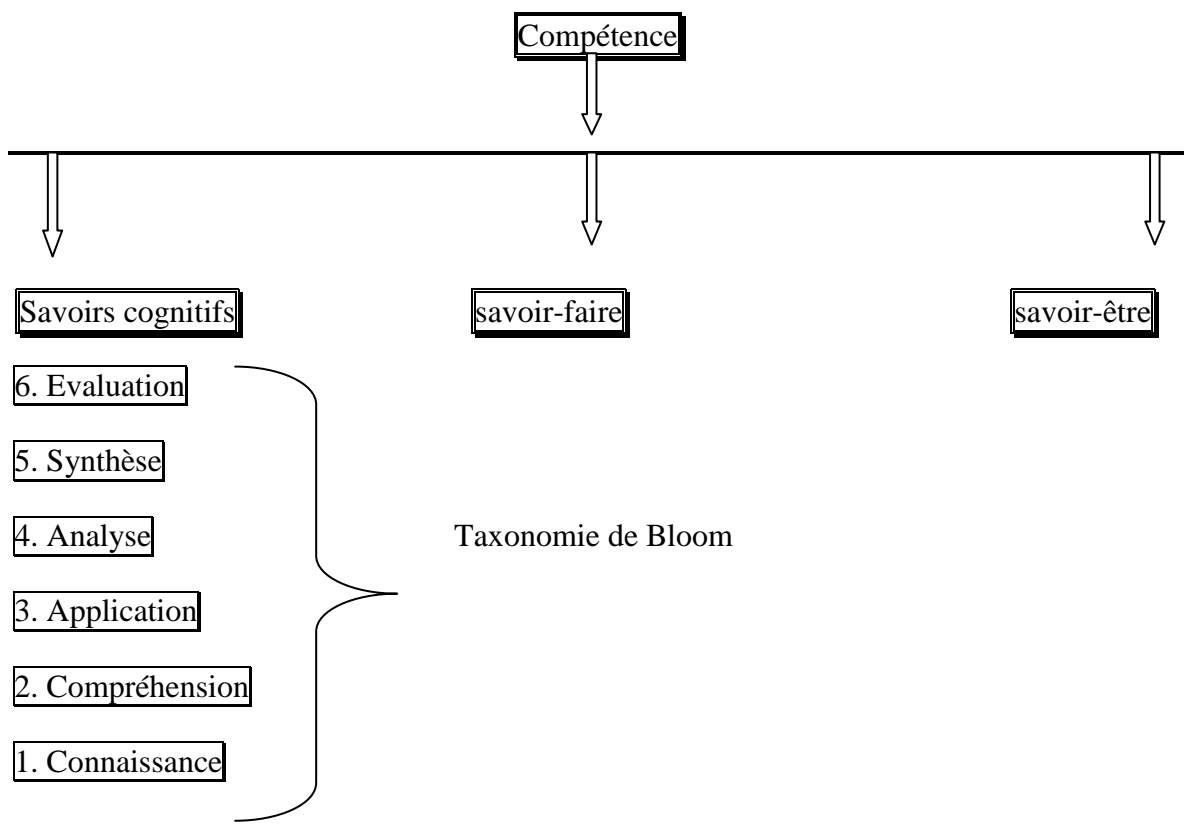 Compétence
Savoirs cognitifs
savoir-faire
savoir-être
6. Evaluation
5. Synthèse
4. Analyse
Taxonomie de Bloom
3. Application
2. Compréhension
1. Connaissance